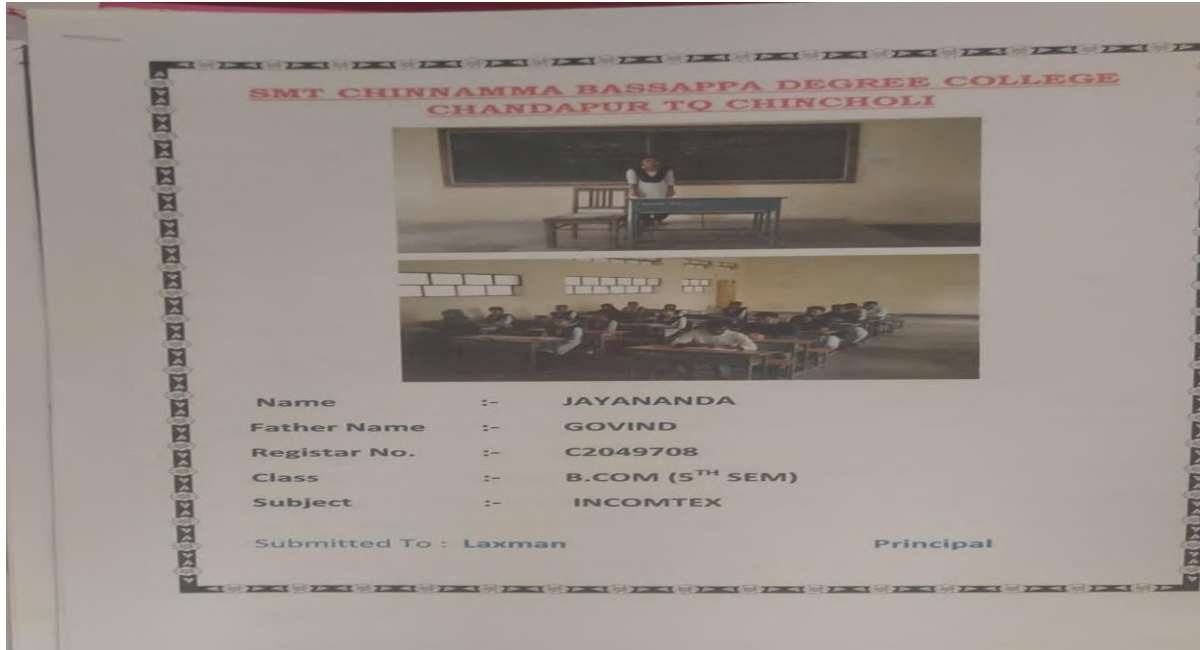 SMT CHINNAMMA BASSAPPA DEGREE COLLEGE
CHANDAPUR TQ CHINCHOLI
Name :- JAYANANDA
Father Name :- GOVIND
Registar No. :- C2049708
Class :- B.COM (5TH SEM)
Subject :- INCOMTEX
Submitted To : Laxman Principal